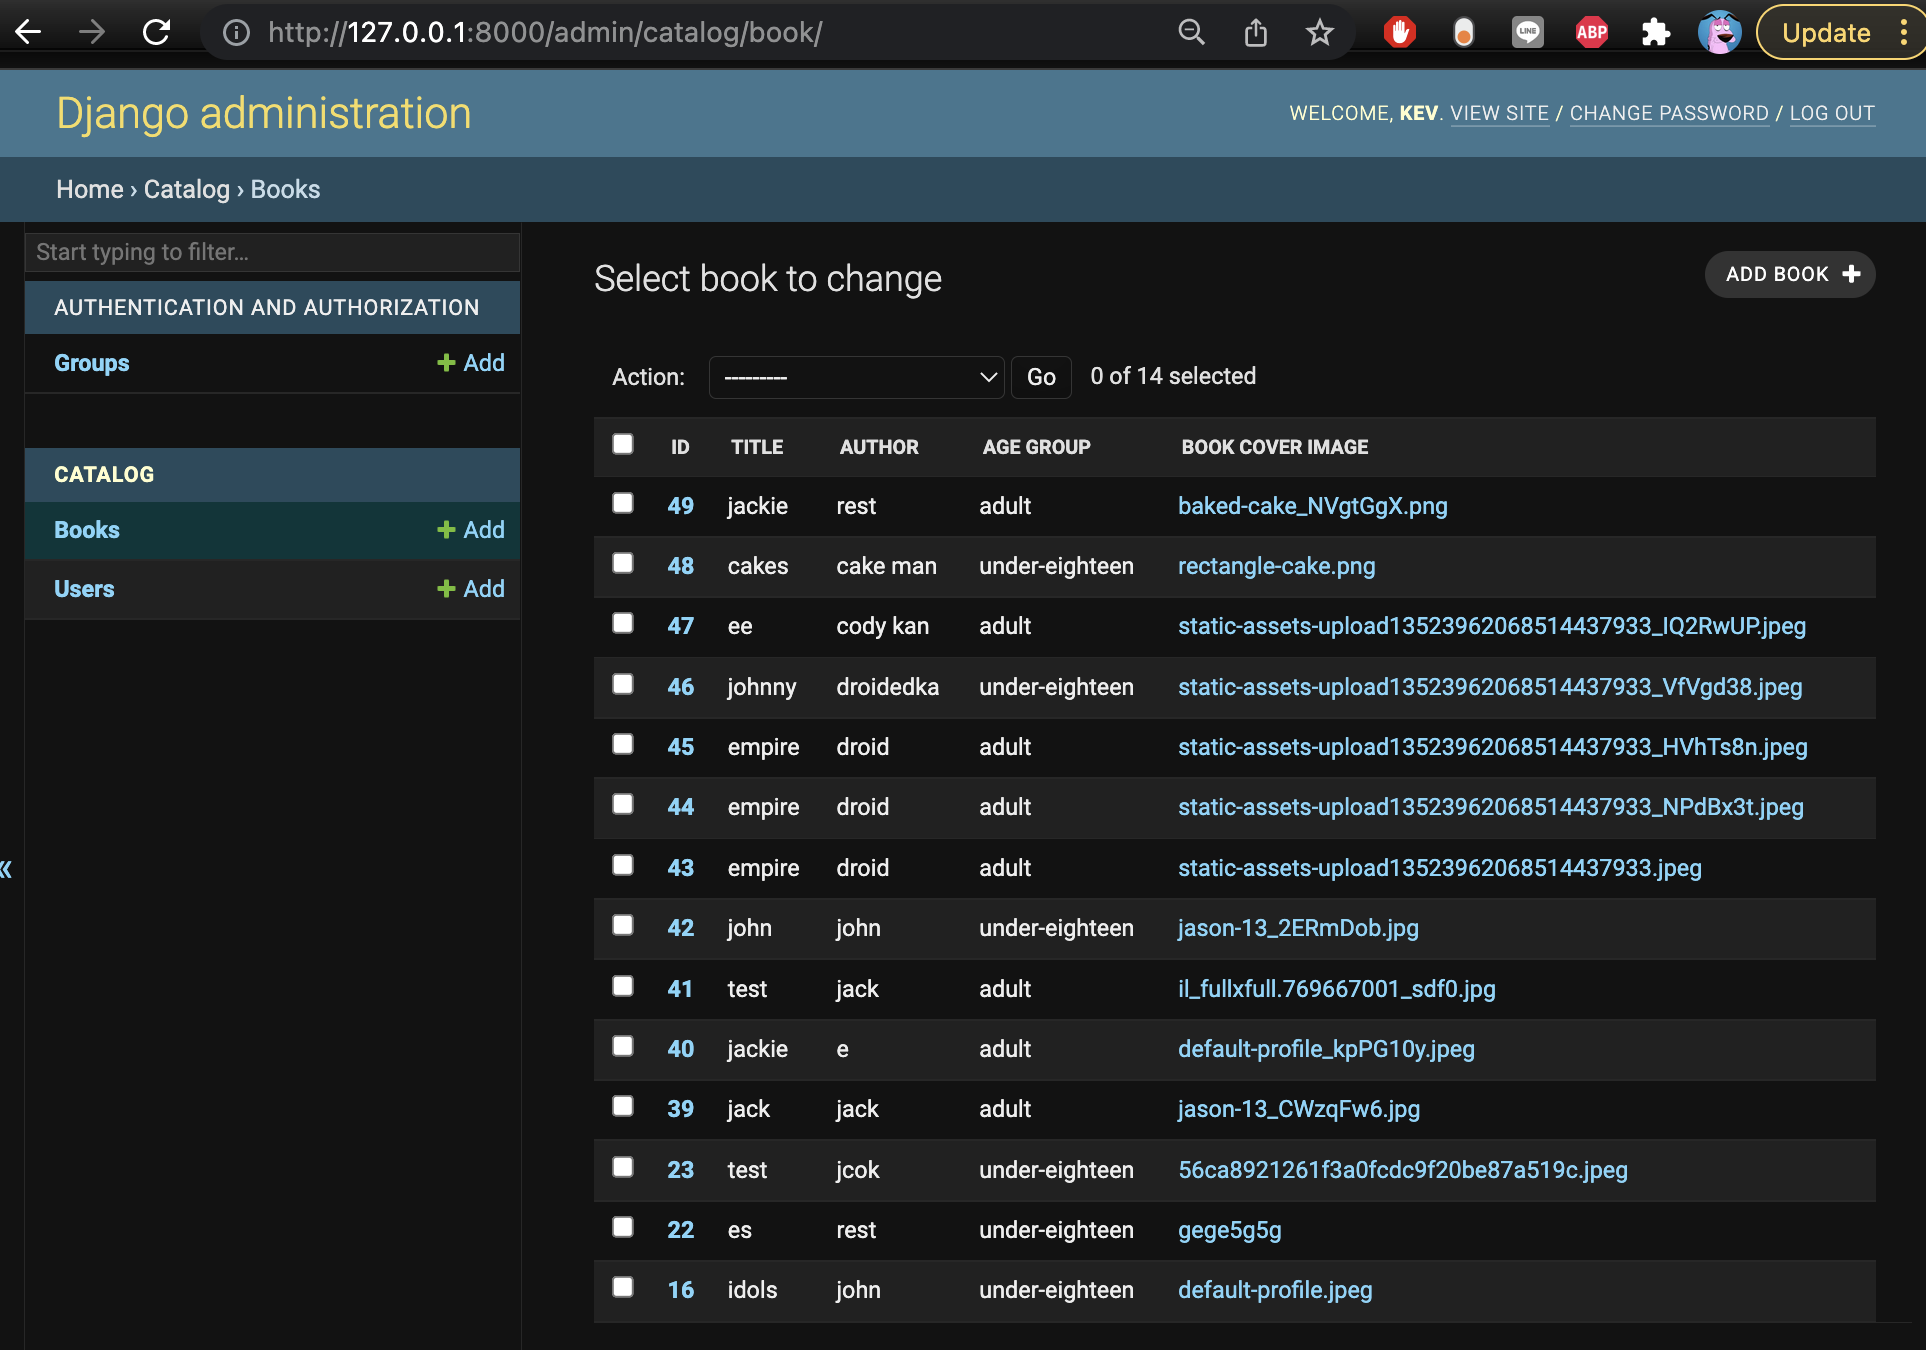 http://127.0.0.1:8000/admin/catalog/book/
LINE
ABP
Update
Django administration
WELCOME, KEV. VIEW SITE / CHANGE PASSWORD / LOG OUT
Home › Catalog › Books
Start typing to filter...
AUTHENTICATION AND AUTHORIZATION
Groups + Add
CATALOG
Books + Add
Users + Add
«
Select book to change
ADD BOOK +
Action: --------- Go 0 of 14 selected
ID TITLE AUTHOR AGE GROUP BOOK COVER IMAGE
49 jackie rest adult baked-cake_NVgtGgX.png
48 cakes cake man under-eighteen rectangle-cake.png
47 ee cody kan adult static-assets-upload13523962068514437933_IQ2RwUP.jpeg
46 johnny droidedka under-eighteen static-assets-upload13523962068514437933_VfVgd38.jpeg
45 empire droid adult static-assets-upload13523962068514437933_HVhTs8n.jpeg
44 empire droid adult static-assets-upload13523962068514437933_NPdBx3t.jpeg
43 empire droid adult static-assets-upload13523962068514437933.jpeg
42 john john under-eighteen jason-13_2ERmDob.jpg
41 test jack adult il_fullxfull.769667001_sdf0.jpg
40 jackie e adult default-profile_kpPG10y.jpeg
39 jack jack adult jason-13_CWzqFw6.jpg
23 test jcok under-eighteen 56ca8921261f3a0fcdc9f20be87a519c.jpeg
22 es rest under-eighteen gege5g5g
16 idols john under-eighteen default-profile.jpeg